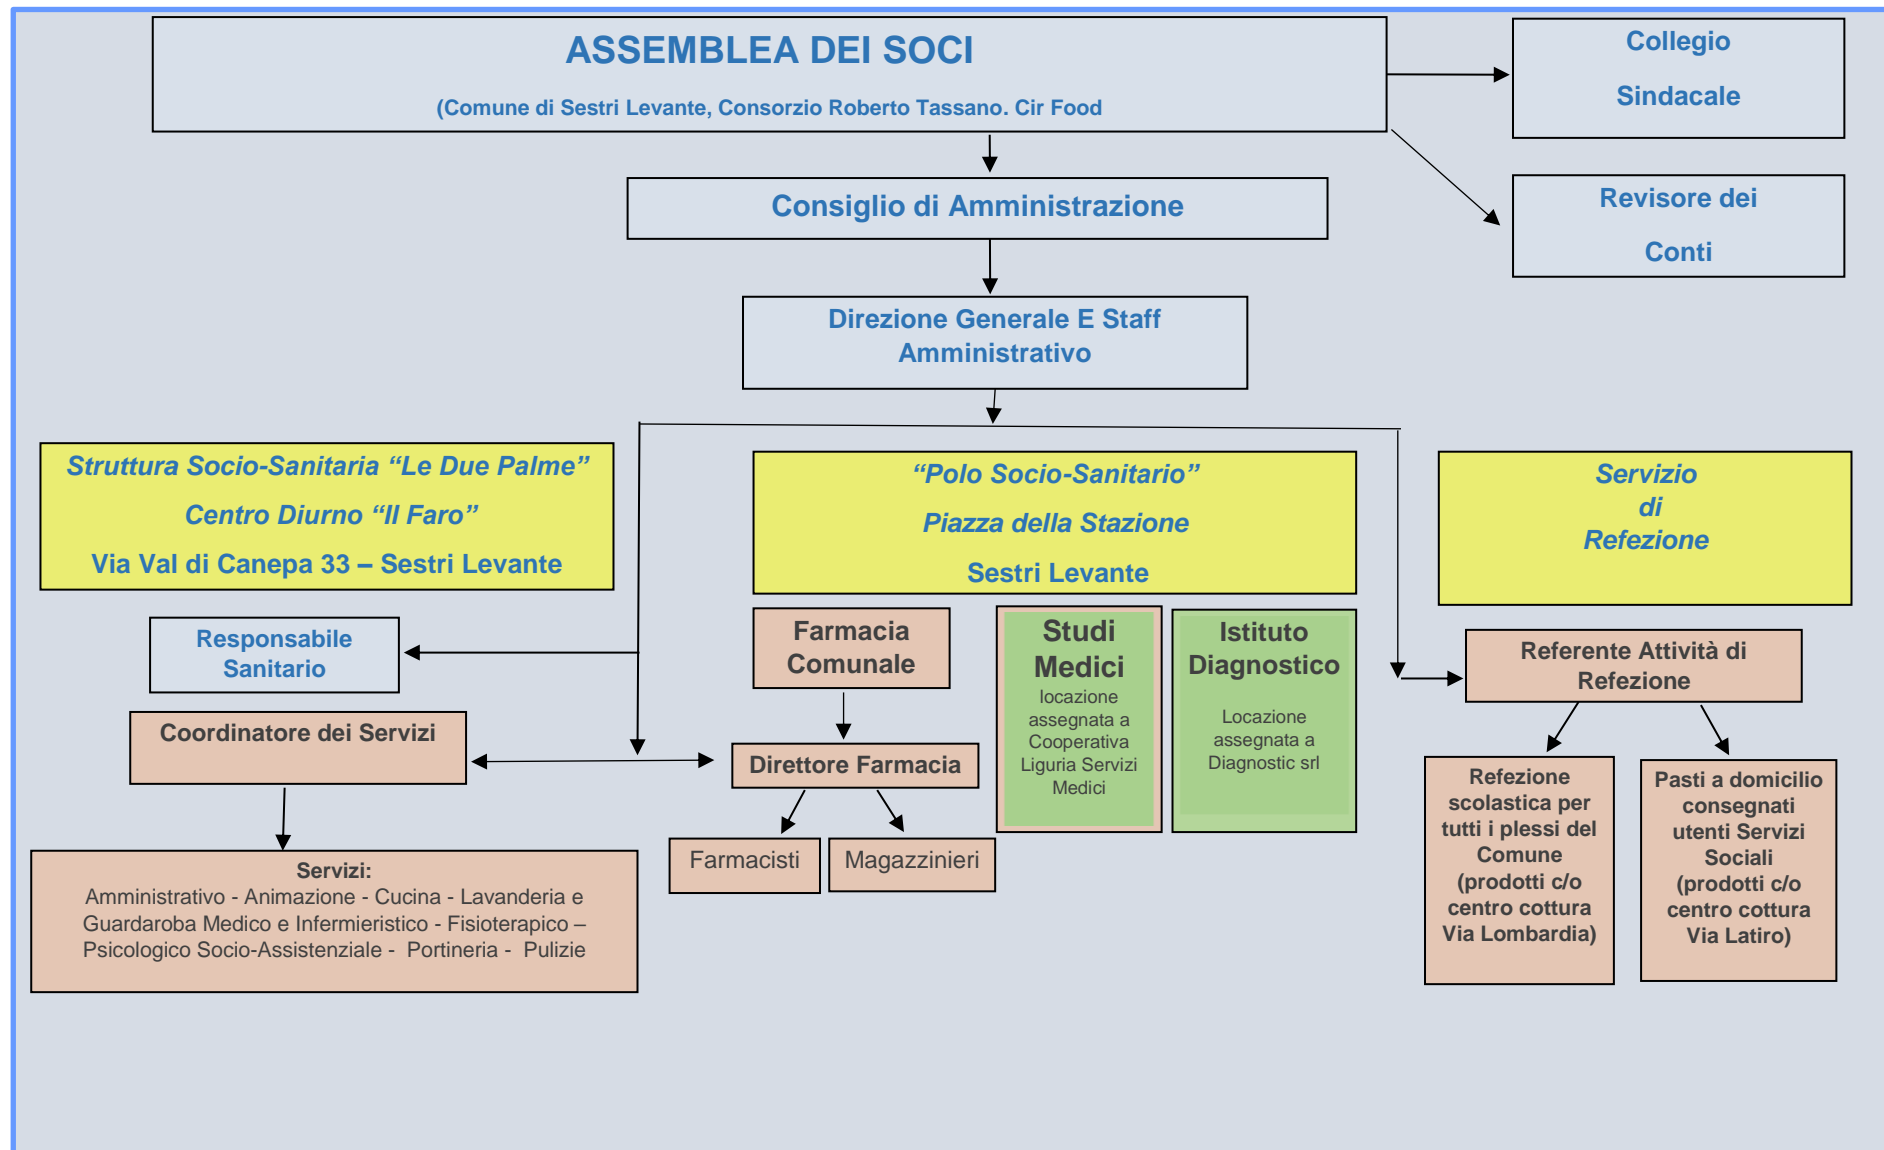 ASSEMBLEA DEI SOCI
(Comune di Sestri Levante, Consorzio Roberto Tassano. Cir Food
Collegio
Sindacale
Consiglio di Amministrazione
Revisore dei
Conti
Direzione Generale E Staff
Amministrativo
Struttura Socio-Sanitaria “Le Due Palme”
Centro Diurno “Il Faro”
Via Val di Canepa 33 – Sestri Levante
“Polo Socio-Sanitario”
Piazza della Stazione
Sestri Levante
Servizio
di
Refezione
Responsabile
Sanitario
Coordinatore dei Servizi
Servizi:
Amministrativo - Animazione - Cucina - Lavanderia e
Guardaroba Medico e Infermieristico - Fisioterapico –
Psicologico Socio-Assistenziale - Portineria - Pulizie
Farmacia
Comunale
Direttore Farmacia
Farmacisti
Magazzinieri
Studi
Medici
locazione
assegnata a
Cooperativa
Liguria Servizi
Medici
Istituto
Diagnostico
Locazione
assegnata a
Diagnostic srl
Referente Attività di
Refezione
Refezione
scolastica per
tutti i plessi del
Comune
(prodotti c/o
centro cottura
Via Lombardia)
Pasti a domicilio
consegnati
utenti Servizi
Sociali
(prodotti c/o
centro cottura
Via Latiro)